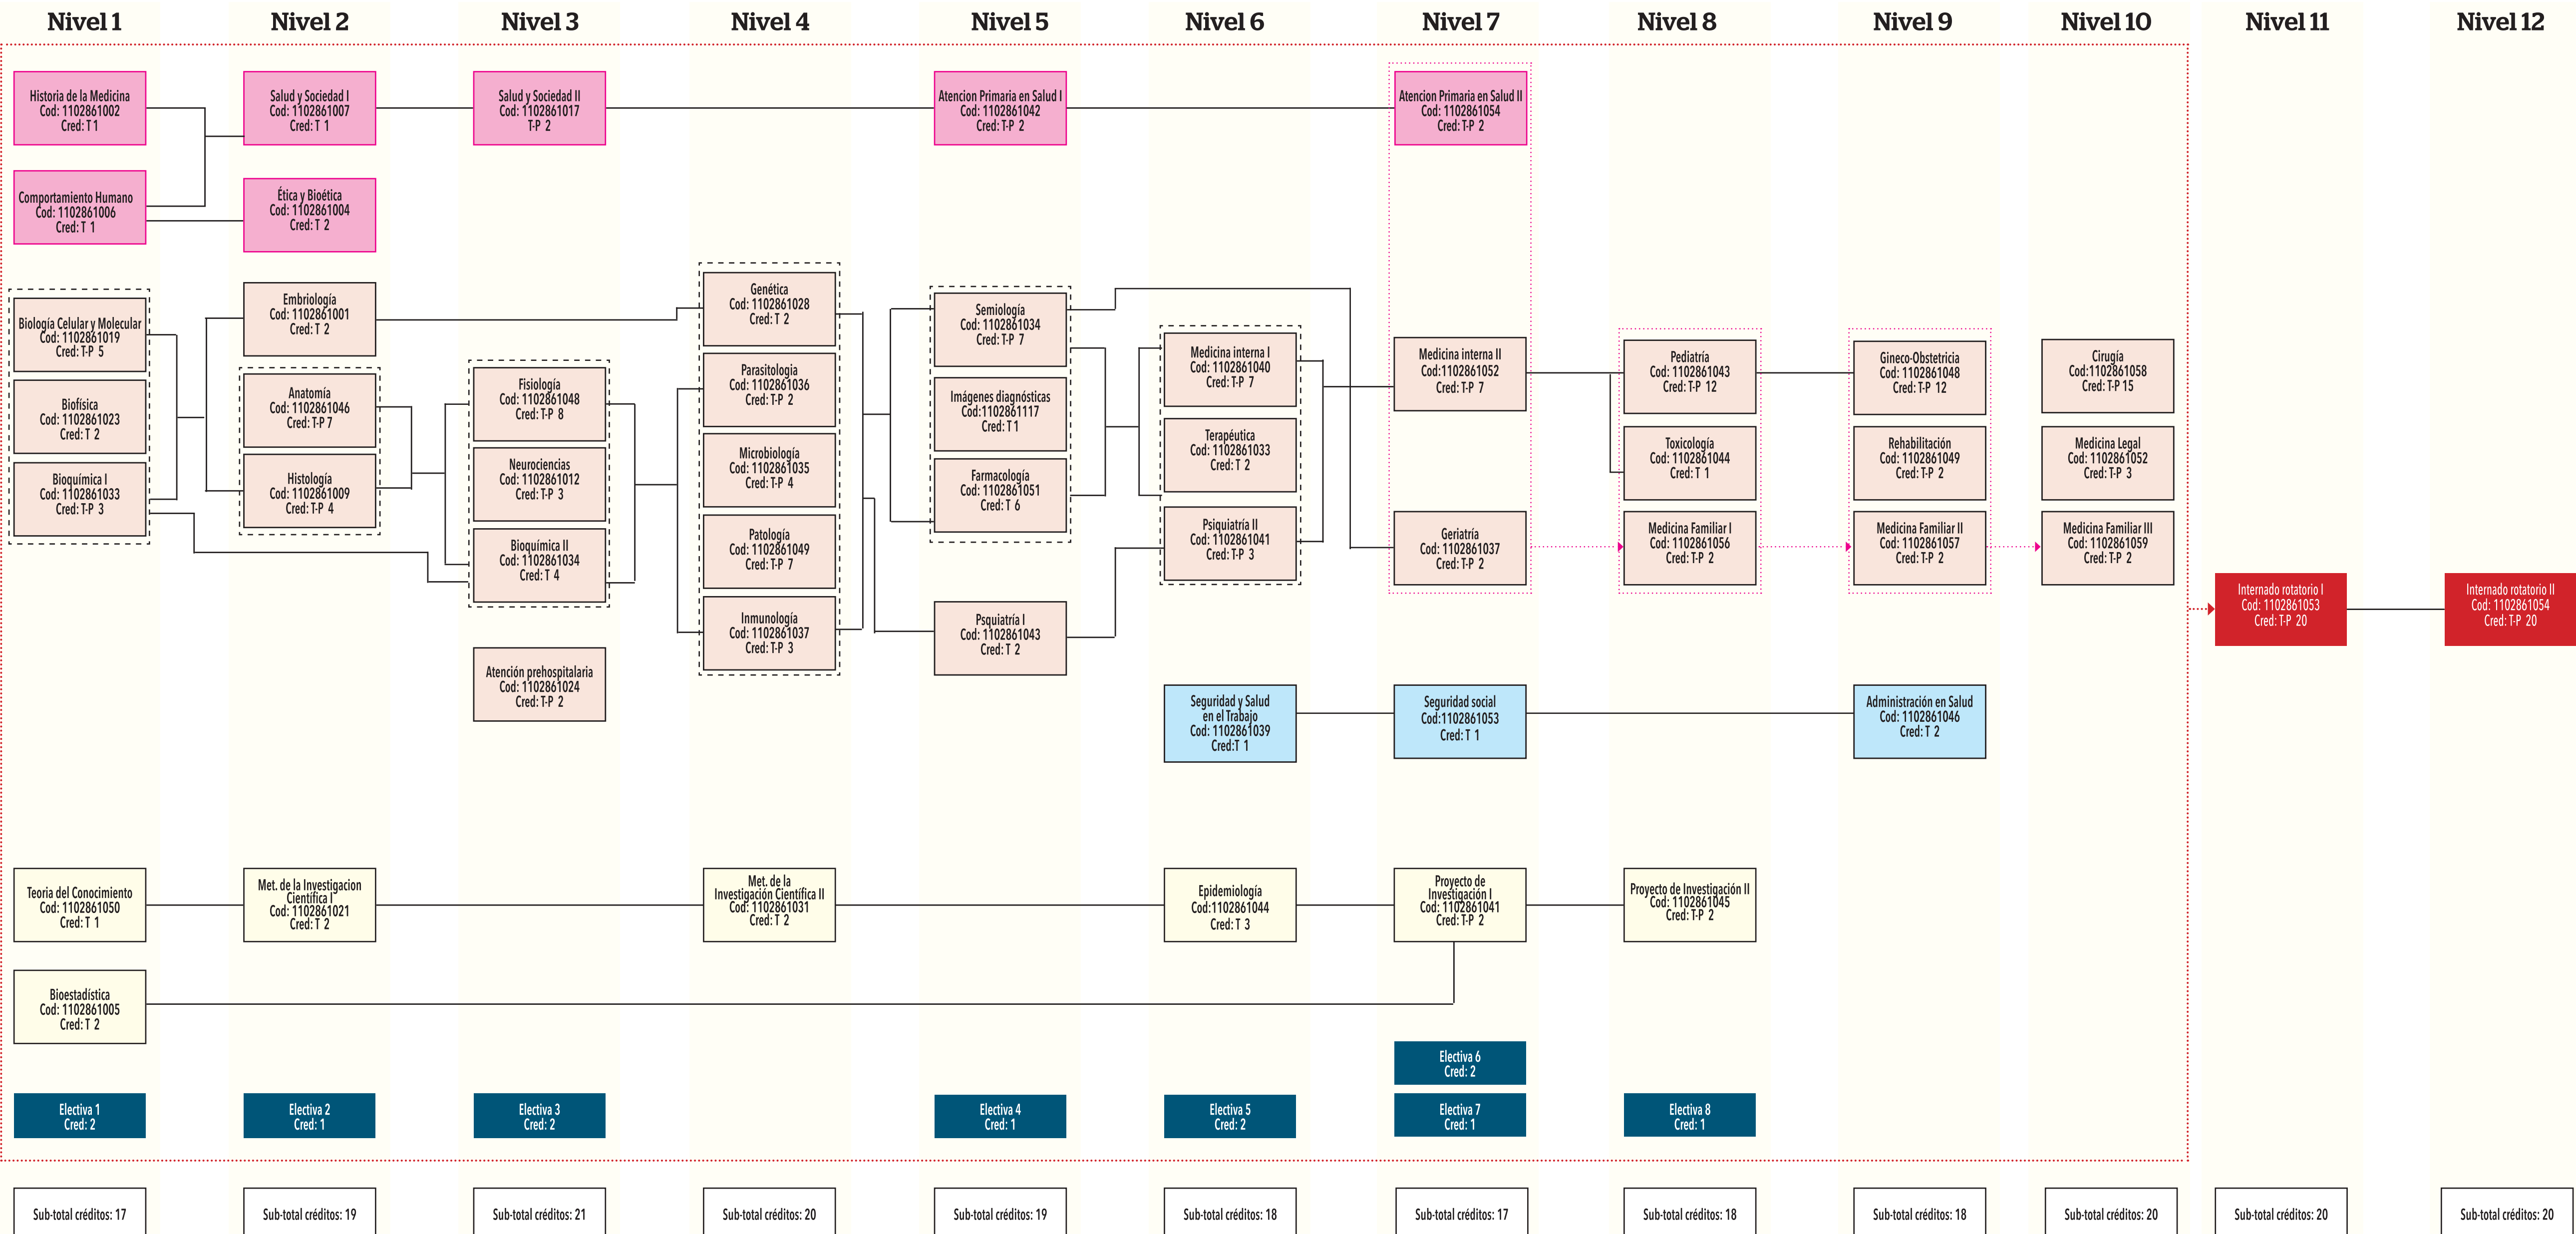 Nivel 1
Nivel 2
Nivel 3
Nivel 4
Nivel 5
Nivel 6
Nivel 7
Nivel 8
Nivel 9
Nivel 10
Nivel 11
Nivel 12
Historia de la Medicina
Cod: 1102861002
Cred: T 1
Comportamiento Humano
Cod: 1102861006
Cred: T 1
Biología Celular y Molecular
Cod: 1102861019
Cred: T-P 5
Biofísica
Cod: 1102861023
Cred: T 2
Bioquímica I
Cod: 1102861033
Cred: T-P 3
Teoria del Conocimiento
Cod: 1102861050
Cred: T 1
Bioestadística
Cod: 1102861005
Cred: T 2
Electiva 1
Cred: 2
Sub-total créditos: 17
Salud y Sociedad I
Cod: 1102861007
Cred: T 1
Ética y Bioética
Cod: 1102861004
Cred: T 2
Embriología
Cod: 1102861001
Cred: T 2
Anatomía
Cod: 1102861046
Cred: T-P 7
Histología
Cod: 1102861009
Cred: T-P 4
Met. de la Investigacion
Científica I
Cod: 1102861021
Cred: T 2
Electiva 2
Cred: 1
Sub-total créditos: 19
Salud y Sociedad II
Cod: 1102861017
T-P 2
Fisiología
Cod: 1102861048
Cred: T-P 8
Neurociencias
Cod: 1102861012
Cred: T-P 3
Bioquímica II
Cod: 1102861034
Cred: T 4
Atención prehospitalaria
Cod: 1102861024
Cred: T-P 2
Electiva 3
Cred: 2
Sub-total créditos: 21
Genética
Cod: 1102861028
Cred: T 2
Parasitologia
Cod: 1102861036
Cred: T-P 2
Microbiología
Cod: 1102861035
Cred: T-P 4
Patología
Cod: 1102861049
Cred: T-P 7
Inmunología
Cod: 1102861037
Cred: T-P 3
Met. de la
Investigación Científica II
Cod: 1102861031
Cred: T 2
Sub-total créditos: 20
Atencion Primaria en Salud I
Cod: 1102861042
Cred: T-P 2
Semiología
Cod: 1102861034
Cred: T-P 7
Imágenes diagnósticas
Cod:1102861117
Cred: T 1
Farmacología
Cod: 1102861051
Cred: T 6
Psquiatría I
Cod: 1102861043
Cred: T 2
Electiva 4
Cred: 1
Sub-total créditos: 19
Medicina interna I
Cod: 1102861040
Cred: T-P 7
Terapéutica
Cod: 1102861033
Cred: T 2
Psiquiatría II
Cod: 1102861041
Cred: T-P 3
Seguridad y Salud
en el Trabajo
Cod: 1102861039
Cred:T 1
Epidemiología
Cod:1102861044
Cred: T 3
Electiva 5
Cred: 2
Sub-total créditos: 18
Atencion Primaria en Salud II
Cod: 1102861054
Cred: T-P 2
Medicina interna II
Cod:1102861052
Cred: T-P 7
Geriatría
Cod: 1102861037
Cred: T-P 2
Seguridad social
Cod:1102861053
Cred: T 1
Proyecto de
Investigación I
Cod: 1102861041
Cred: T-P 2
Electiva 6
Cred: 2
Electiva 7
Cred: 1
Sub-total créditos: 17
Pediatría
Cod: 1102861043
Cred: T-P 12
Toxicología
Cod: 1102861044
Cred: T 1
Medicina Familiar I
Cod: 1102861056
Cred: T-P 2
Proyecto de Investigación II
Cod: 1102861045
Cred: T-P 2
Electiva 8
Cred: 1
Sub-total créditos: 18
Gineco-Obstetricia
Cod: 1102861048
Cred: T-P 12
Rehabilitación
Cod: 1102861049
Cred: T-P 2
Medicina Familiar II
Cod: 1102861057
Cred: T-P 2
Administración en Salud
Cod: 1102861046
Cred: T 2
Sub-total créditos: 18
Cirugía
Cod:1102861058
Cred: T-P 15
Medicina Legal
Cod: 1102861052
Cred: T-P 3
Medicina Familiar III
Cod: 1102861059
Cred: T-P 2
Sub-total créditos: 20
Internado rotatorio I
Cod: 1102861053
Cred: T-P 20
Sub-total créditos: 20
Internado rotatorio II
Cod: 1102861054
Cred: T-P 20
Sub-total créditos: 20